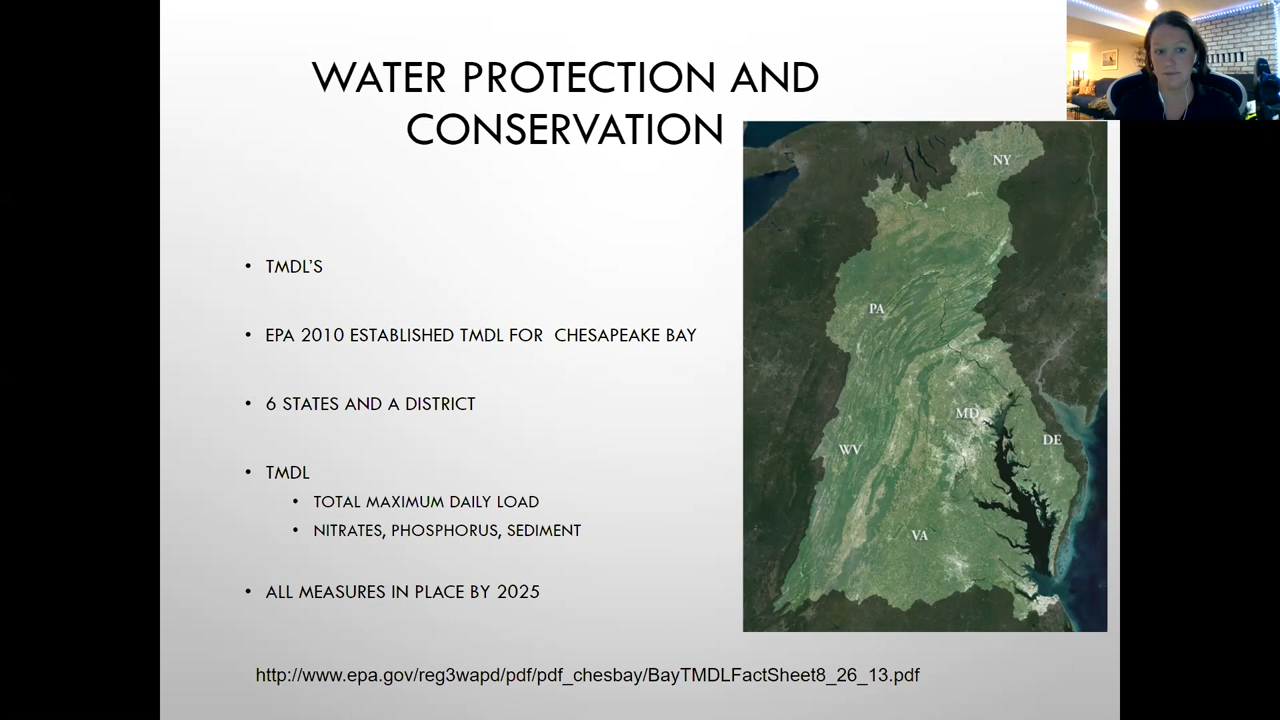 WATER PROTECTION AND
CONSERVATION
• TMDL'S
• EPA 2010 ESTABLISHED TMDL FOR  CHESAPEAKE BAY
• 6 STATES AND A DISTRICT
• TMDL
• TOTAL MAXIMUM DAILY LOAD
• NITRATES, PHOSPHORUS, SEDIMENT
• ALL MEASURES IN PLACE BY 2025
NY
PA
MD
DE
WV
VA
http://www.epa.gov/reg3wapd/pdf/pdf_chesbay/BayTMDLFactSheet8_26_13.pdf